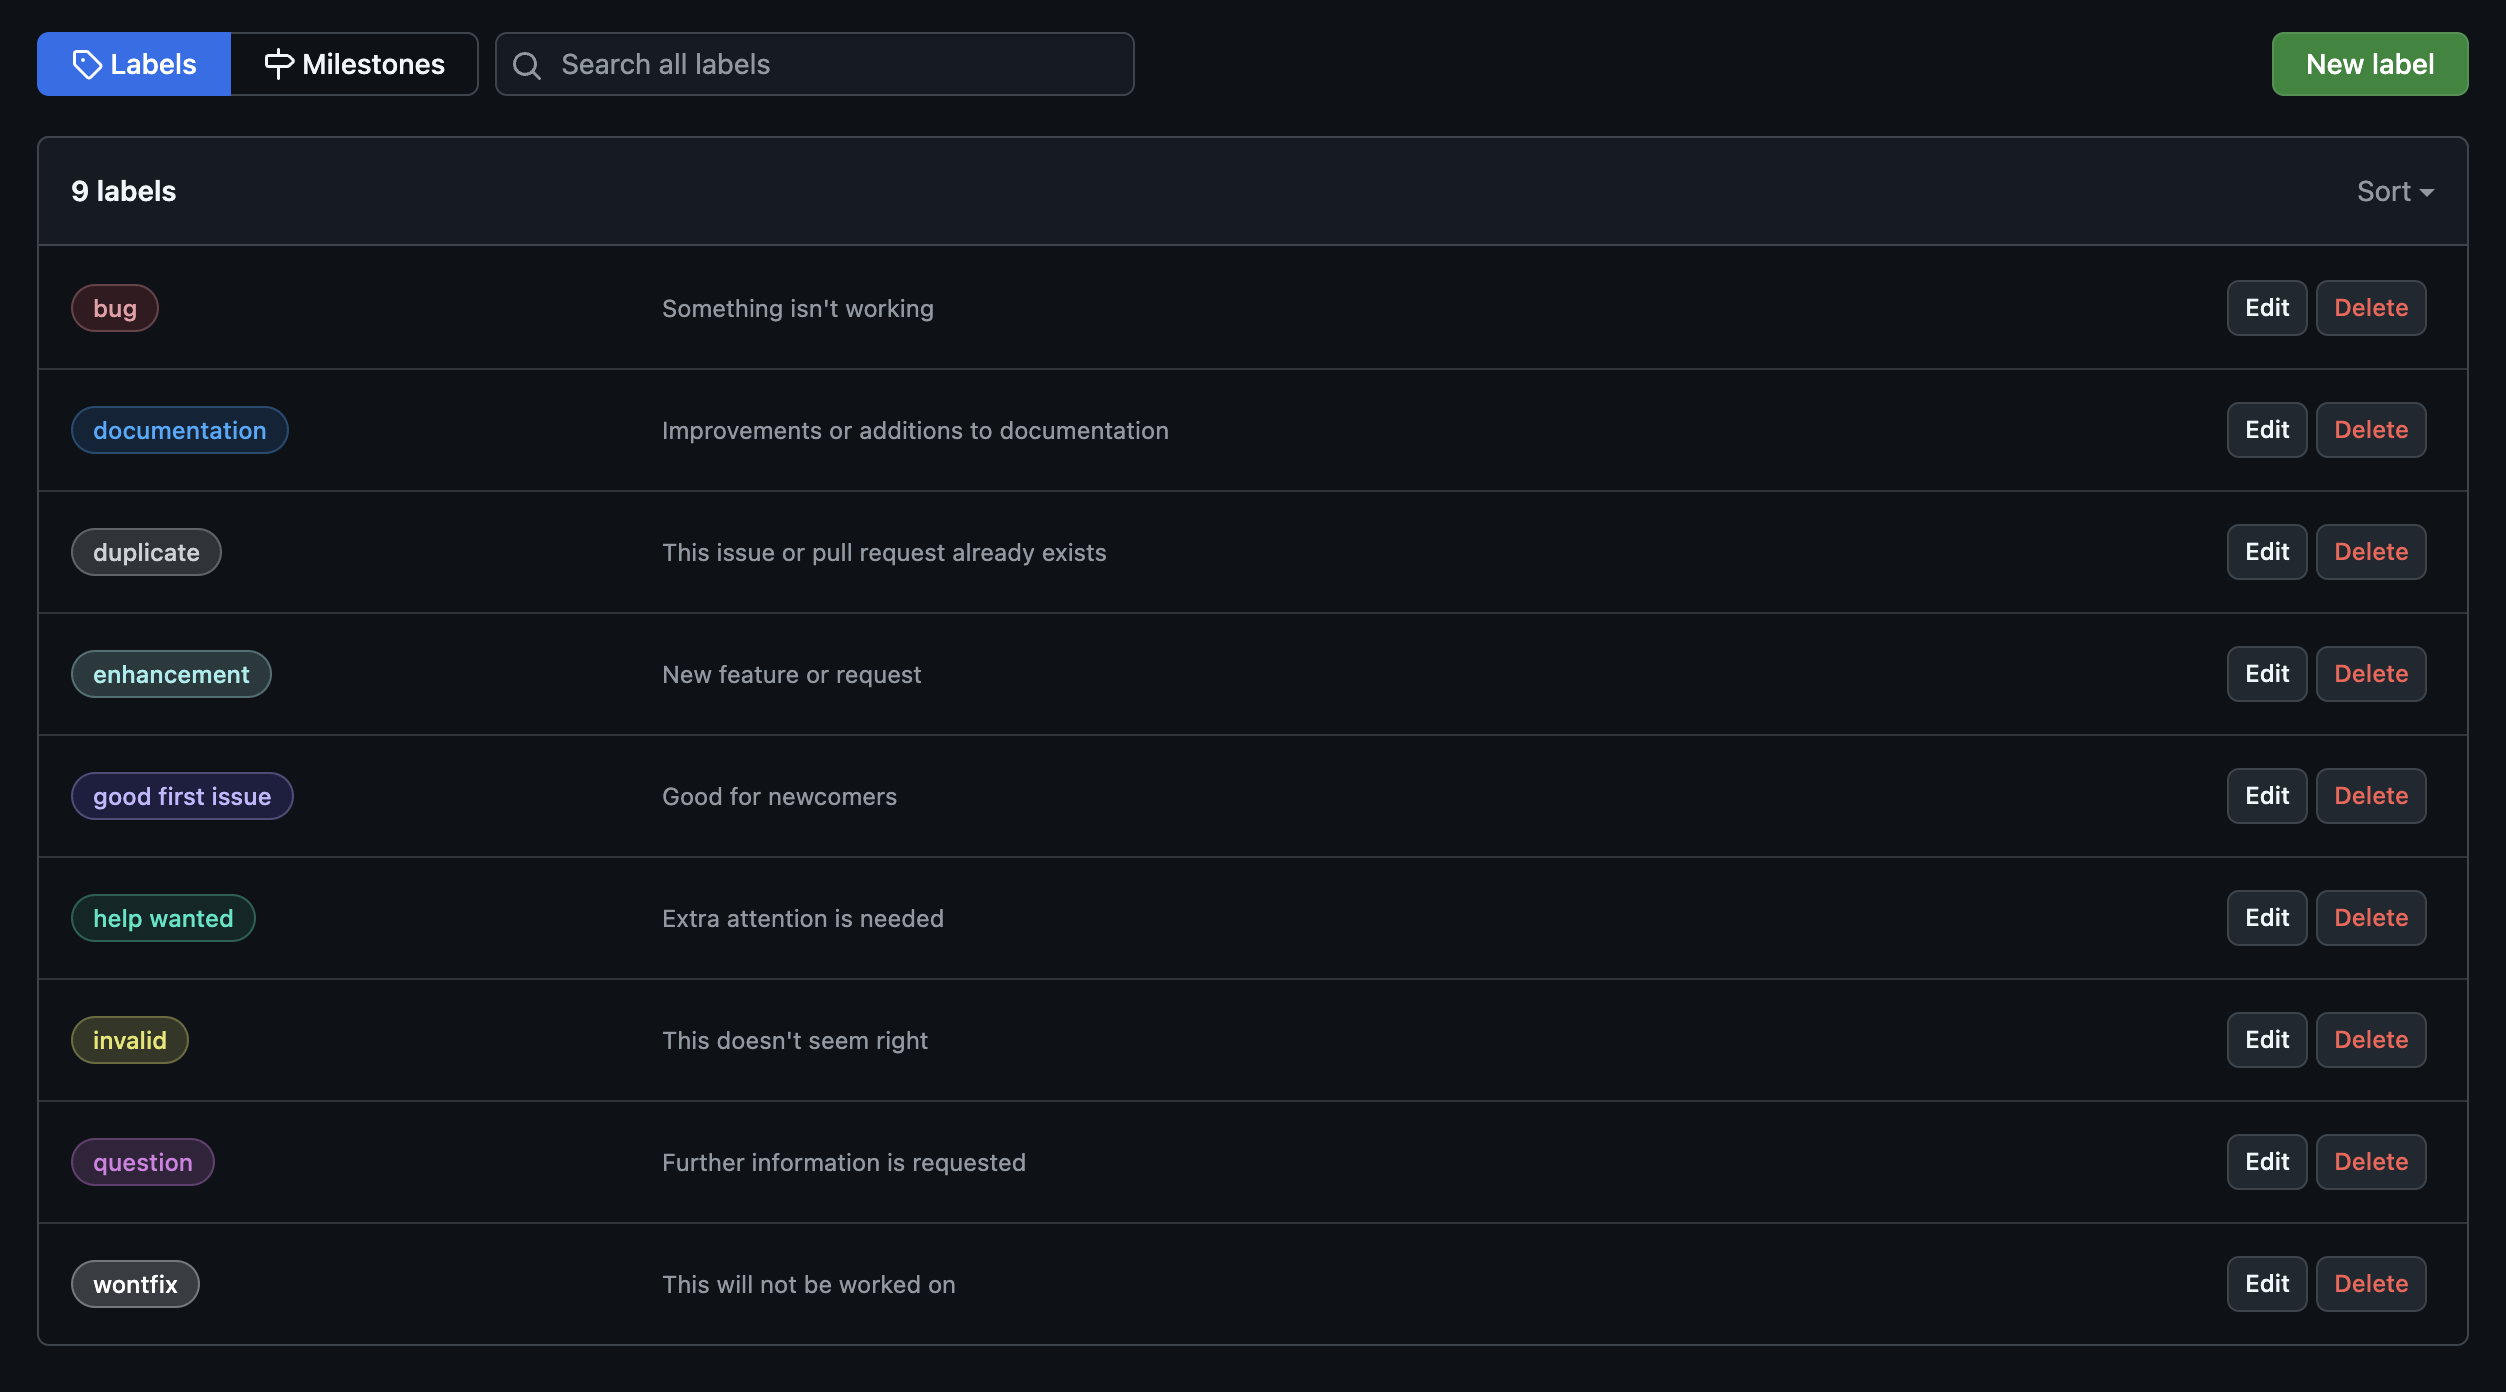 Labels Milestones Search all labels New label
9 labels Sort
bug Something isn't working Edit Delete
documentation Improvements or additions to documentation Edit Delete
duplicate This issue or pull request already exists Edit Delete
enhancement New feature or request Edit Delete
good first issue Good for newcomers Edit Delete
help wanted Extra attention is needed Edit Delete
invalid This doesn't seem right Edit Delete
question Further information is requested Edit Delete
wontfix This will not be worked on Edit Delete